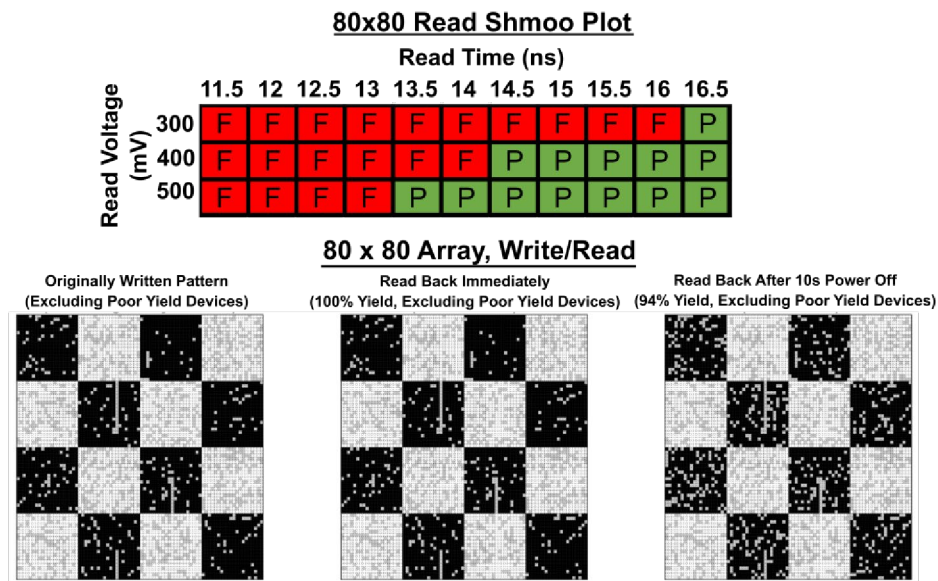 80x80 Read Shmoo Plot
Read Time (ns)
11.5 12 12.5 13 13.5 14 14.5 15 15.5 16 16.5
Read Voltage
(mV)
300 F F F F F F F F F F P
400 F F F F F F P P P P P
500 F F F F P P P P P P P
80 x 80 Array, Write/Read
Originally Written Pattern
(Excluding Poor Yield Devices)
Read Back Immediately
(100% Yield, Excluding Poor Yield Devices)
Read Back After 10s Power Off
(94% Yield, Excluding Poor Yield Devices)